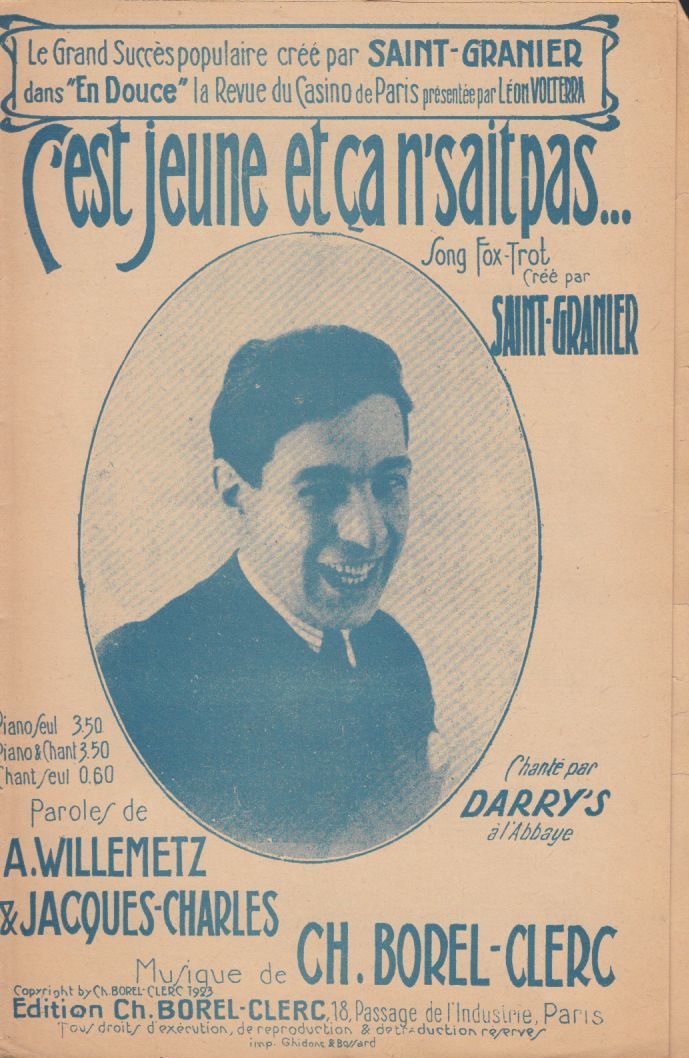 Le Grand Succès populaire créé par SAINT-GRANIER
dans "En Douce" la Revue du Casino de Paris présentée par LÉON VOLTERRA
C'est jeune et ça n'sait pas...
Song Fox-Trot
Créé par
SAINT-GRANIER
Piano seul 3.50
Piano & Chant 3.50
Chant seul 0.60
Chanté par
DARRY'S
à l'Abbaye
Paroles de
A. WILLEMETZ
& JACQUES-CHARLES
Musique de CH. BOREL-CLERC
Copyright by Ch. BOREL-CLERC 1923
Edition Ch. BOREL-CLERC, 18, Passage de l'Industrie, Paris
Tous droits d'exécution, de reproduction & de traduction réservés
imp. Ghidone & Bossard